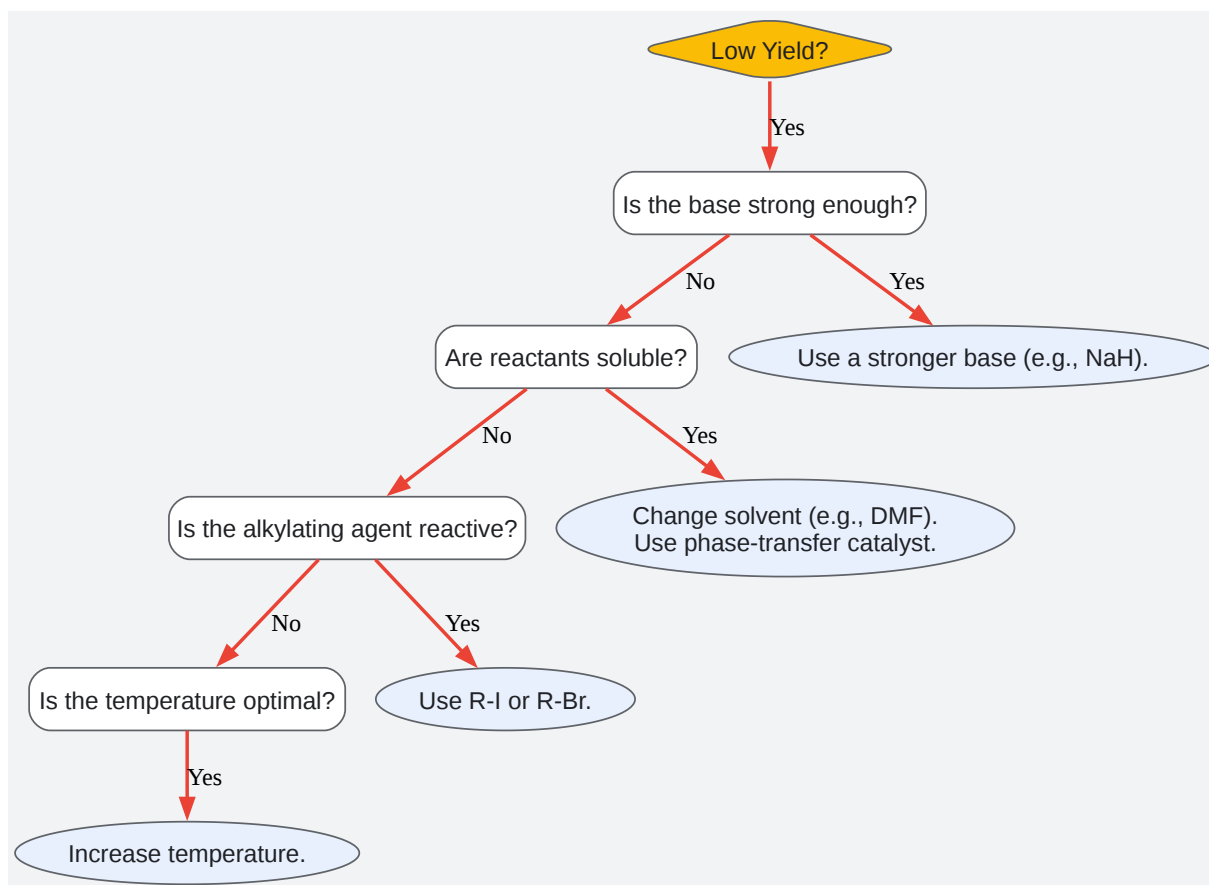 Low Yield?
Yes
Is the base strong enough?
No
Yes
Are reactants soluble?
Use a stronger base (e.g., NaH).
No
Yes
Is the alkylating agent reactive?
Change solvent (e.g., DMF).
Use phase-transfer catalyst.
No
Yes
Is the temperature optimal?
Use R-I or R-Br.
Yes
Increase temperature.